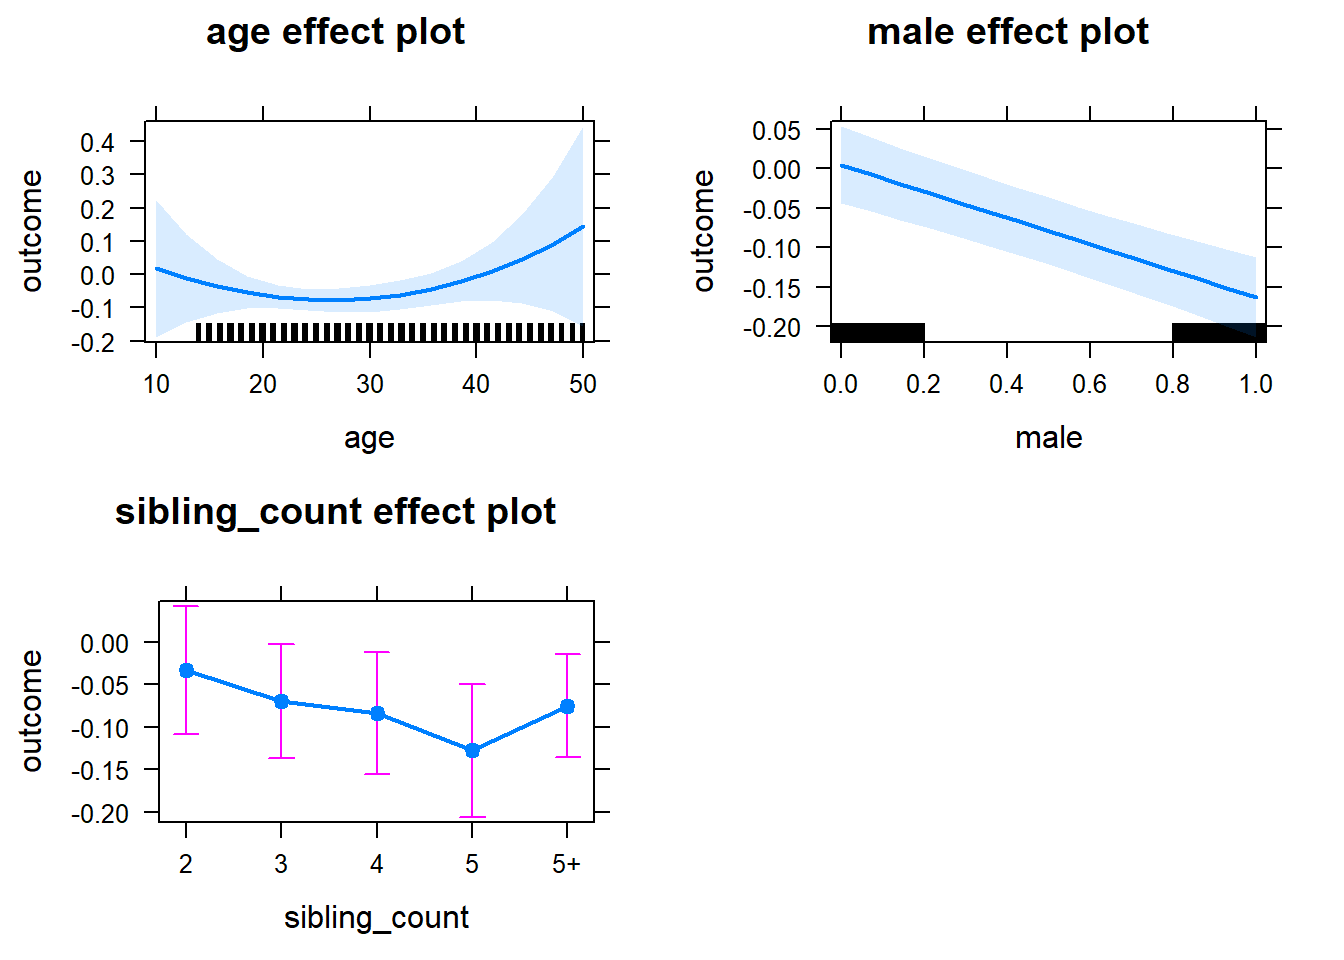 age effect plot
outcome
0.4
0.3
0.2
0.1
0.0
-0.1
-0.2
10 20 30 40 50
age
male effect plot
outcome
0.05
0.00
-0.05
-0.10
-0.15
-0.20
0.0 0.2 0.4 0.6 0.8 1.0
male
sibling_count effect plot
outcome
0.00
-0.05
-0.10
-0.15
-0.20
2 3 4 5 5+
sibling_count